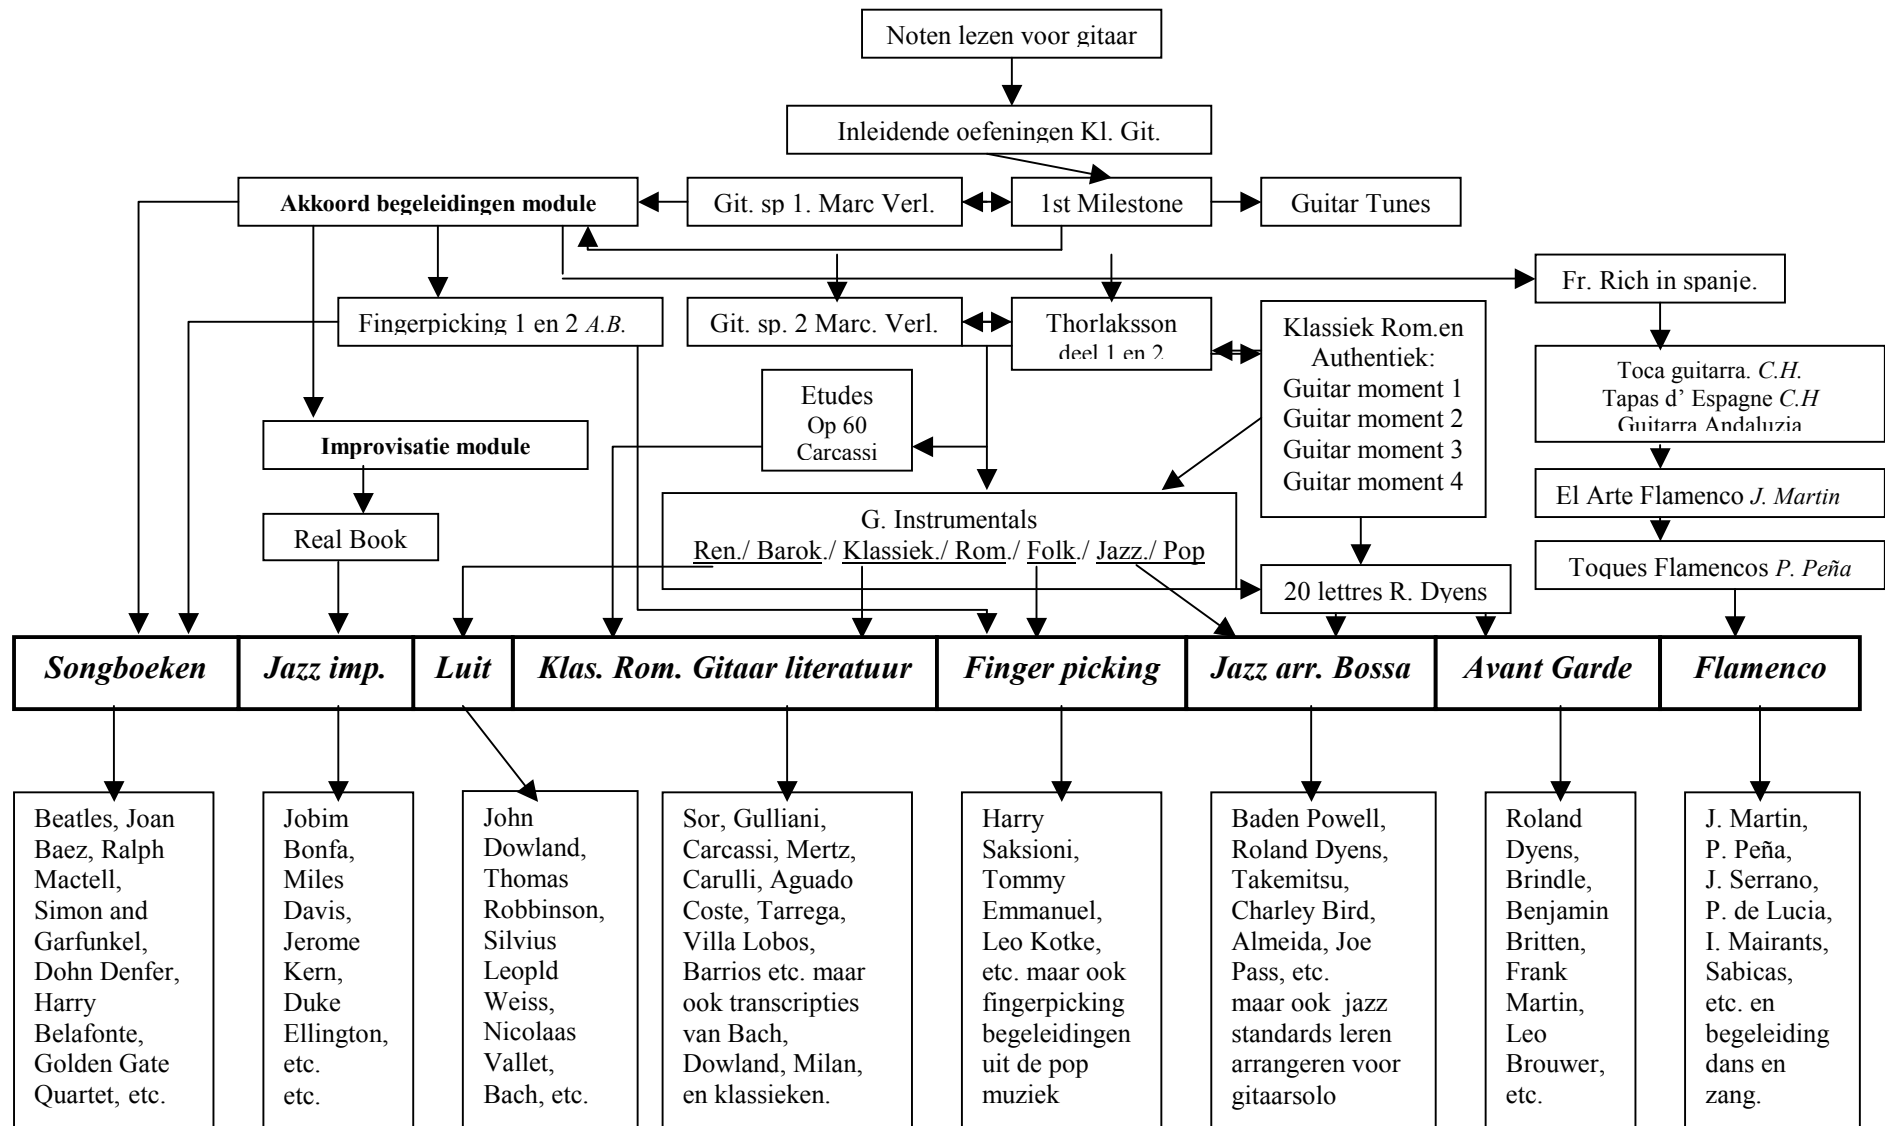 Noten lezen voor gitaar
Inleidende oefeningen Kl. Git.
Akkoord begeleidingen module
Git. sp 1. Marc Verl.
1st Milestone
Guitar Tunes
Fr. Rich in spanje.
Fingerpicking 1 en 2 A.B.
Git. sp. 2 Marc. Verl.
Thorlaksson
deel 1 en 2
Klassiek Rom.en
Authentiek:
Guitar moment 1
Guitar moment 2
Guitar moment 3
Guitar moment 4
Toca guitarra. C.H.
Tapas d’ Espagne C.H
Guitarra Andaluzia
Etudes
Op 60
Carcassi
Improvisatie module
El Arte Flamenco J. Martin
Real Book
G. Instrumentals
Ren./ Barok./ Klassiek./ Rom./ Folk./ Jazz./ Pop
Toques Flamencos P. Peña
20 lettres R. Dyens
Songboeken
Jazz imp.
Luit
Klas. Rom. Gitaar literatuur
Finger picking
Jazz arr. Bossa
Avant Garde
Flamenco
Beatles, Joan
Baez, Ralph
Mactell,
Simon and
Garfunkel,
Dohn Denfer,
Harry
Belafonte,
Golden Gate
Quartet, etc.
Jobim
Bonfa,
Miles
Davis,
Jerome
Kern,
Duke
Ellington,
etc.
etc.
John
Dowland,
Thomas
Robbinson,
Silvius
Leopld
Weiss,
Nicolaas
Vallet,
Bach, etc.
Sor, Gulliani,
Carcassi, Mertz,
Carulli, Aguado
Coste, Tarrega,
Villa Lobos,
Barrios etc. maar
ook transcripties
van Bach,
Dowland, Milan,
en klassieken.
Harry
Saksioni,
Tommy
Emmanuel,
Leo Kotke,
etc. maar ook
fingerpicking
begeleidingen
uit de pop
muziek
Baden Powell,
Roland Dyens,
Takemitsu,
Charley Bird,
Almeida, Joe
Pass, etc.
maar ook jazz
standards leren
arrangeren voor
gitaarsolo
Roland
Dyens,
Brindle,
Benjamin
Britten,
Frank
Martin,
Leo
Brouwer,
etc.
J. Martin,
P. Peña,
J. Serrano,
P. de Lucia,
I. Mairants,
Sabicas,
etc. en
begeleiding
dans en
zang.